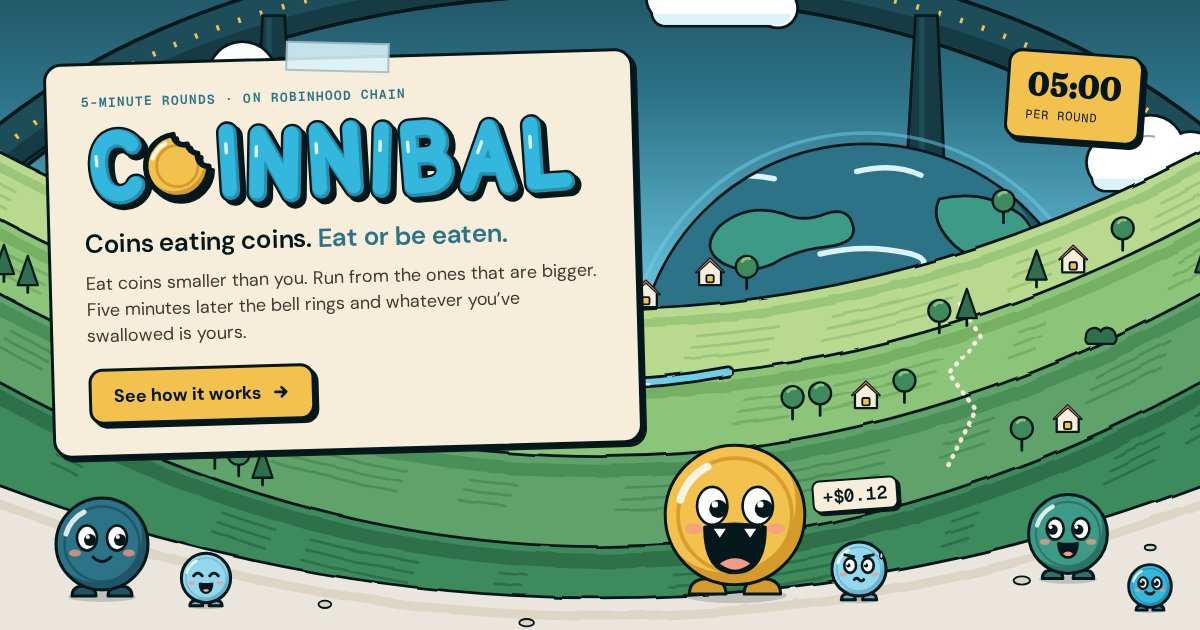 5-MINUTE ROUNDS · ON ROBINHOOD CHAIN
COINNIBAL
Coins eating coins. Eat or be eaten.
Eat coins smaller than you. Run from the ones that are bigger.
Five minutes later the bell rings and whatever you’ve
swallowed is yours.
See how it works →
05:00
PER ROUND
+$0.12